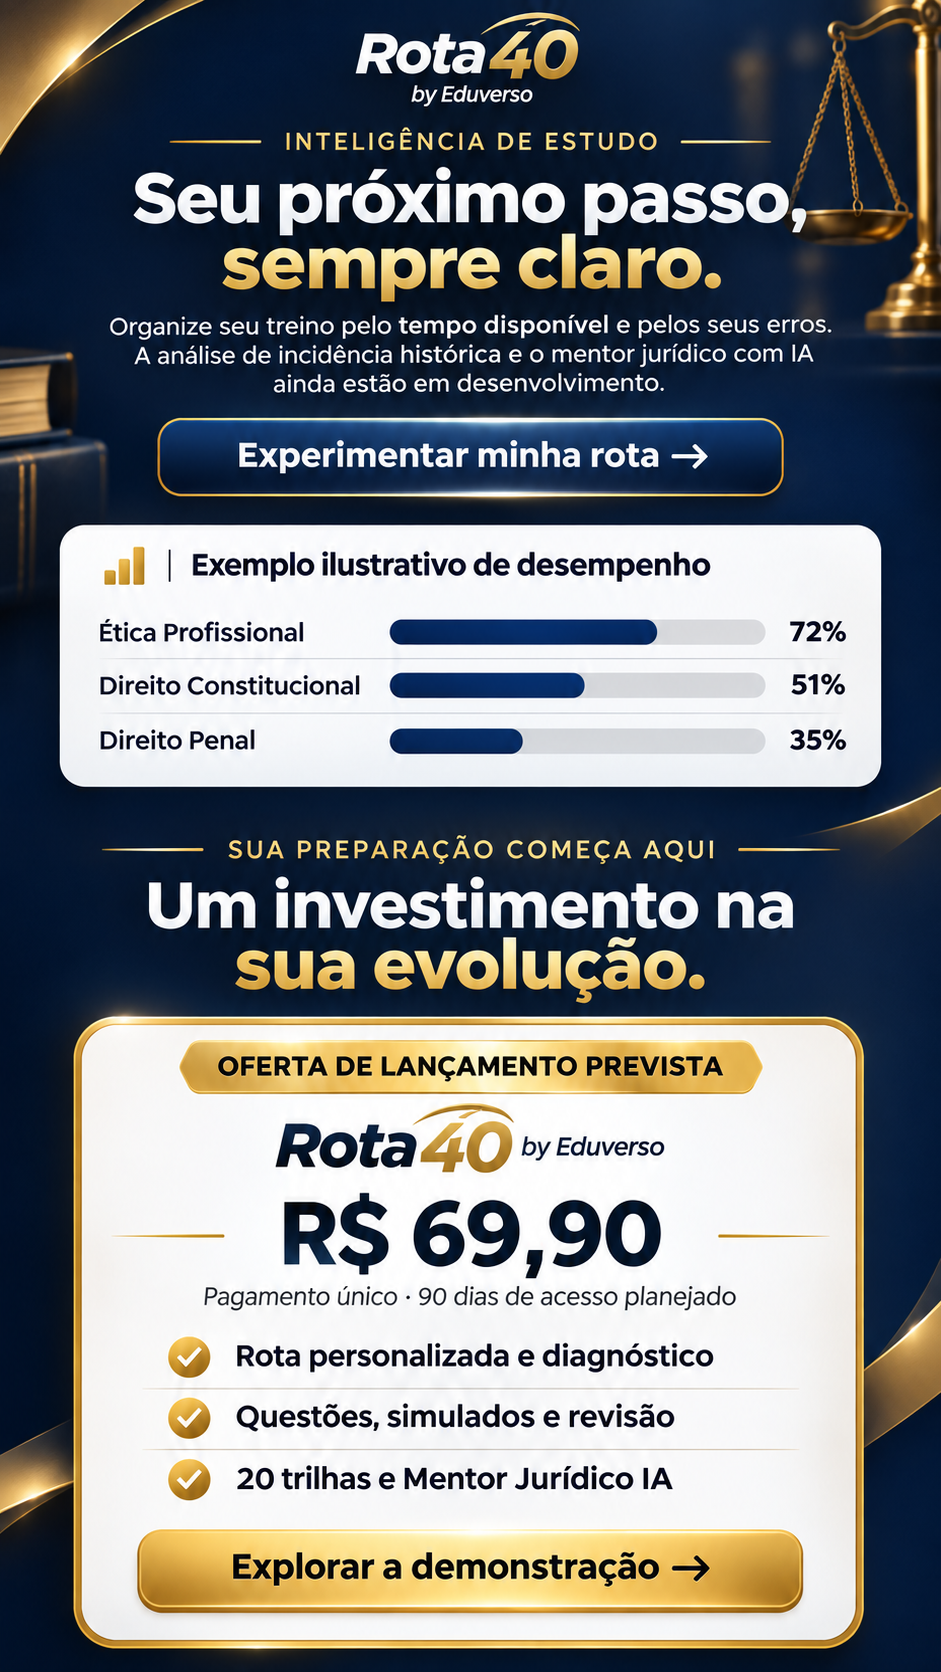 Rota 40
by Eduverso
INTELIGÊNCIA DE ESTUDO
Seu próximo passo,
sempre claro.
Organize seu treino pelo tempo disponível e pelos seus erros.
A análise de incidência histórica e o mentor jurídico com IA
ainda estão em desenvolvimento.
Experimentar minha rota →
Exemplo ilustrativo de desempenho
Ética Profissional 72%
Direito Constitucional 51%
Direito Penal 35%
SUA PREPARAÇÃO COMEÇA AQUI
Um investimento na
sua evolução.
OFERTA DE LANÇAMENTO PREVISTA
Rota 40 by Eduverso
R$ 69,90
Pagamento único · 90 dias de acesso planejado
Rota personalizada e diagnóstico
Questões, simulados e revisão
20 trilhas e Mentor Jurídico IA
Explorar a demonstração →